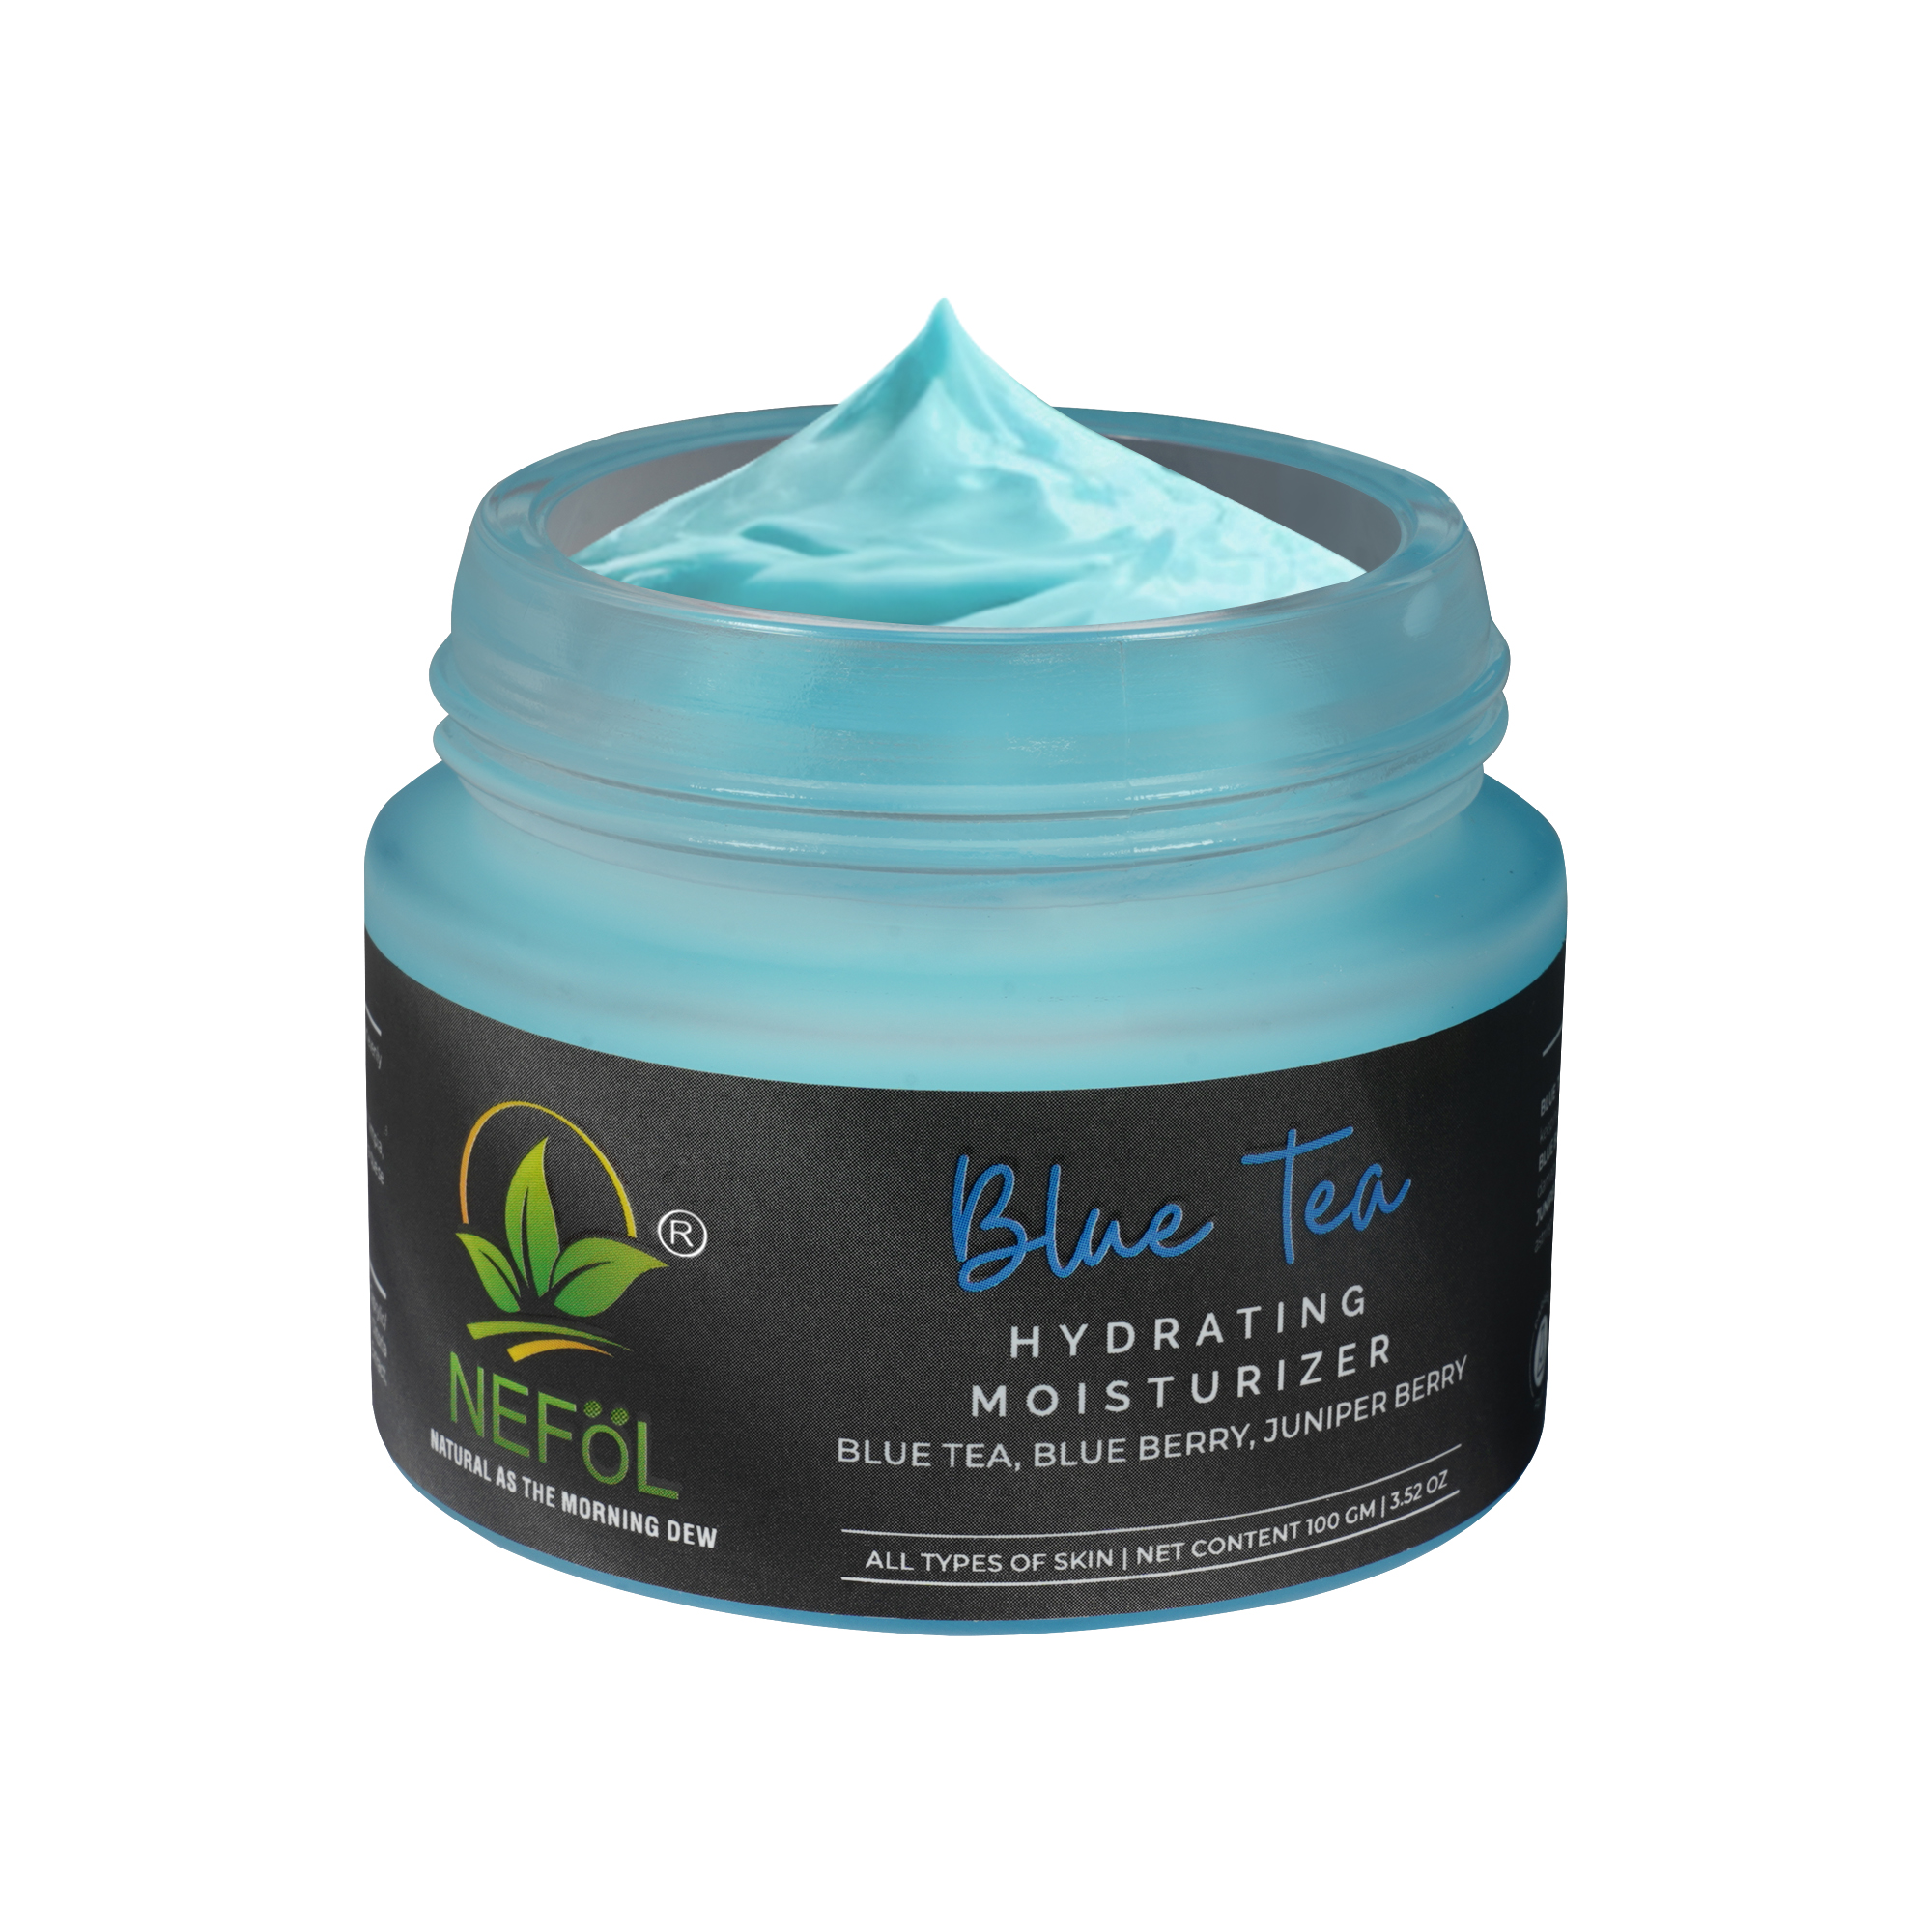 NEFÖL
®
NATURAL AS THE MORNING DEW
Blue Tea
HYDRATING
MOISTURIZER
BLUE TEA, BLUE BERRY, JUNIPER BERRY
ALL TYPES OF SKIN | NET CONTENT 100 GM | 3.52 OZ
BLUE